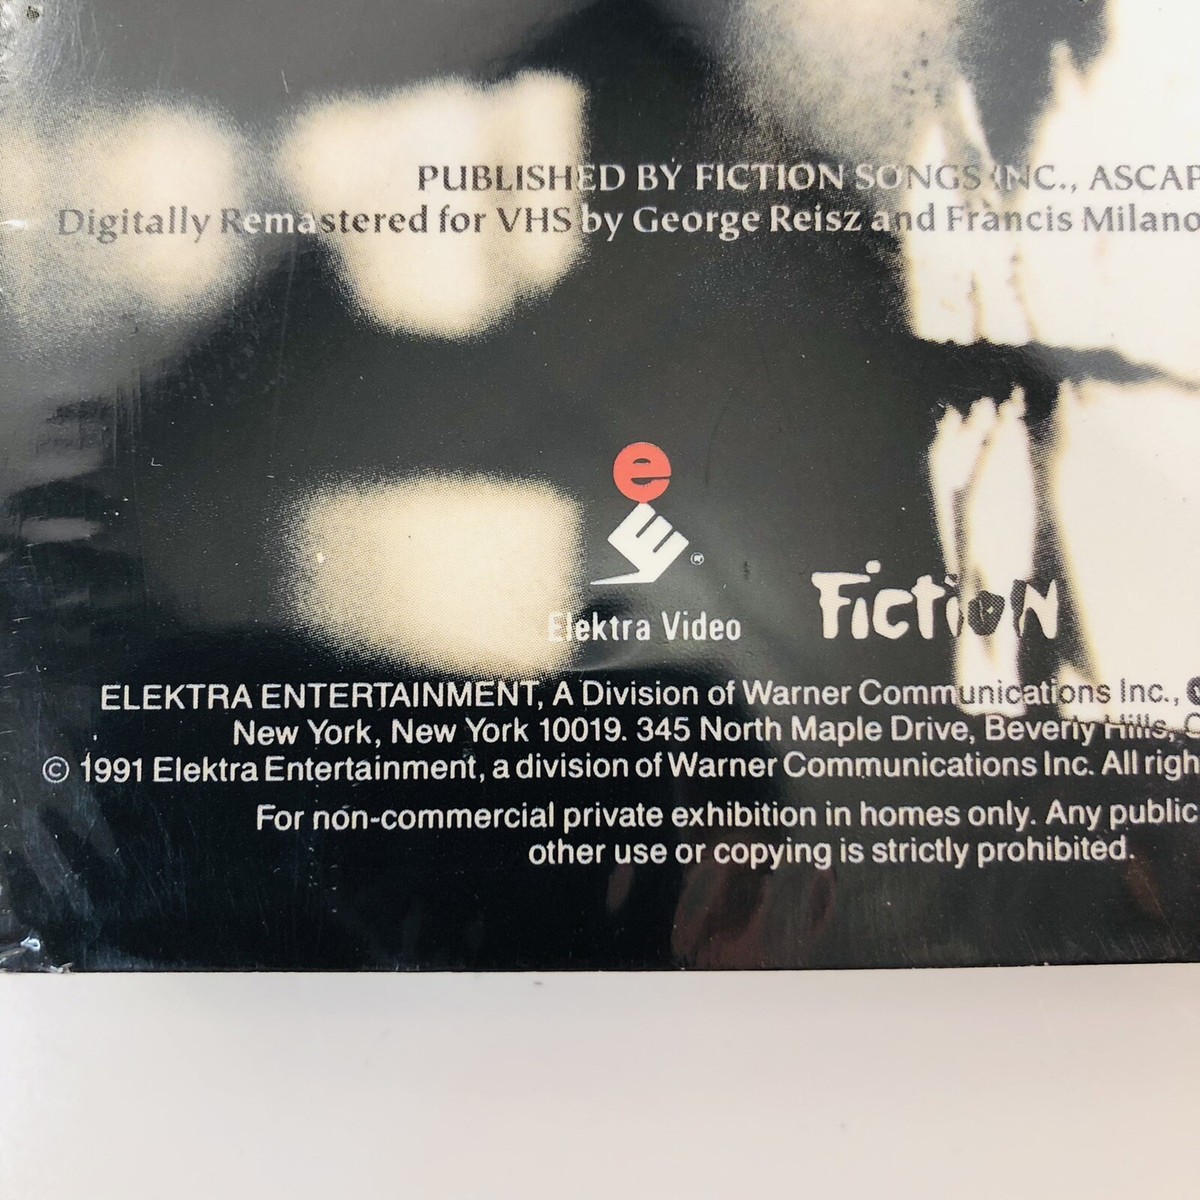 PUBLISHED BY FICTION SONGS INC., ASCAP
Digitally Remastered for VHS by George Reisz and Francis Milano
e
®
Elektra Video
Fiction
ELEKTRA ENTERTAINMENT, A Division of Warner Communications Inc.,
New York, New York 10019. 345 North Maple Drive, Beverly Hills, C
© 1991 Elektra Entertainment, a division of Warner Communications Inc. All righ
For non-commercial private exhibition in homes only. Any public
other use or copying is strictly prohibited.